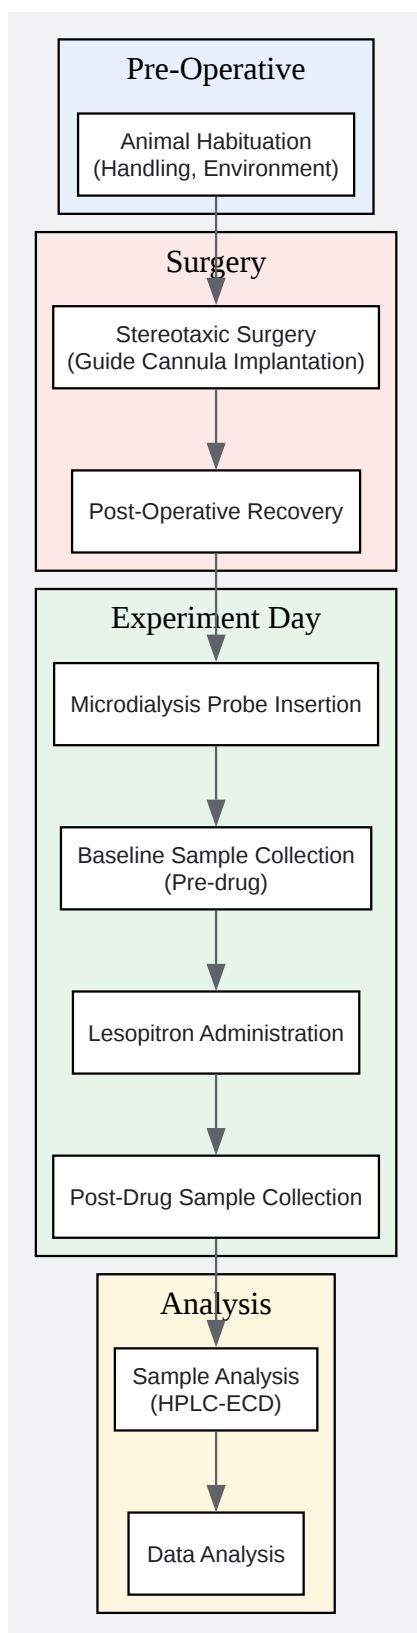 Pre-Operative
Animal Habituation
(Handling, Environment)
Surgery
Stereotaxic Surgery
(Guide Cannula Implantation)
Post-Operative Recovery
Experiment Day
Microdialysis Probe Insertion
Baseline Sample Collection
(Pre-drug)
Lesopitron Administration
Post-Drug Sample Collection
Analysis
Sample Analysis
(HPLC-ECD)
Data Analysis